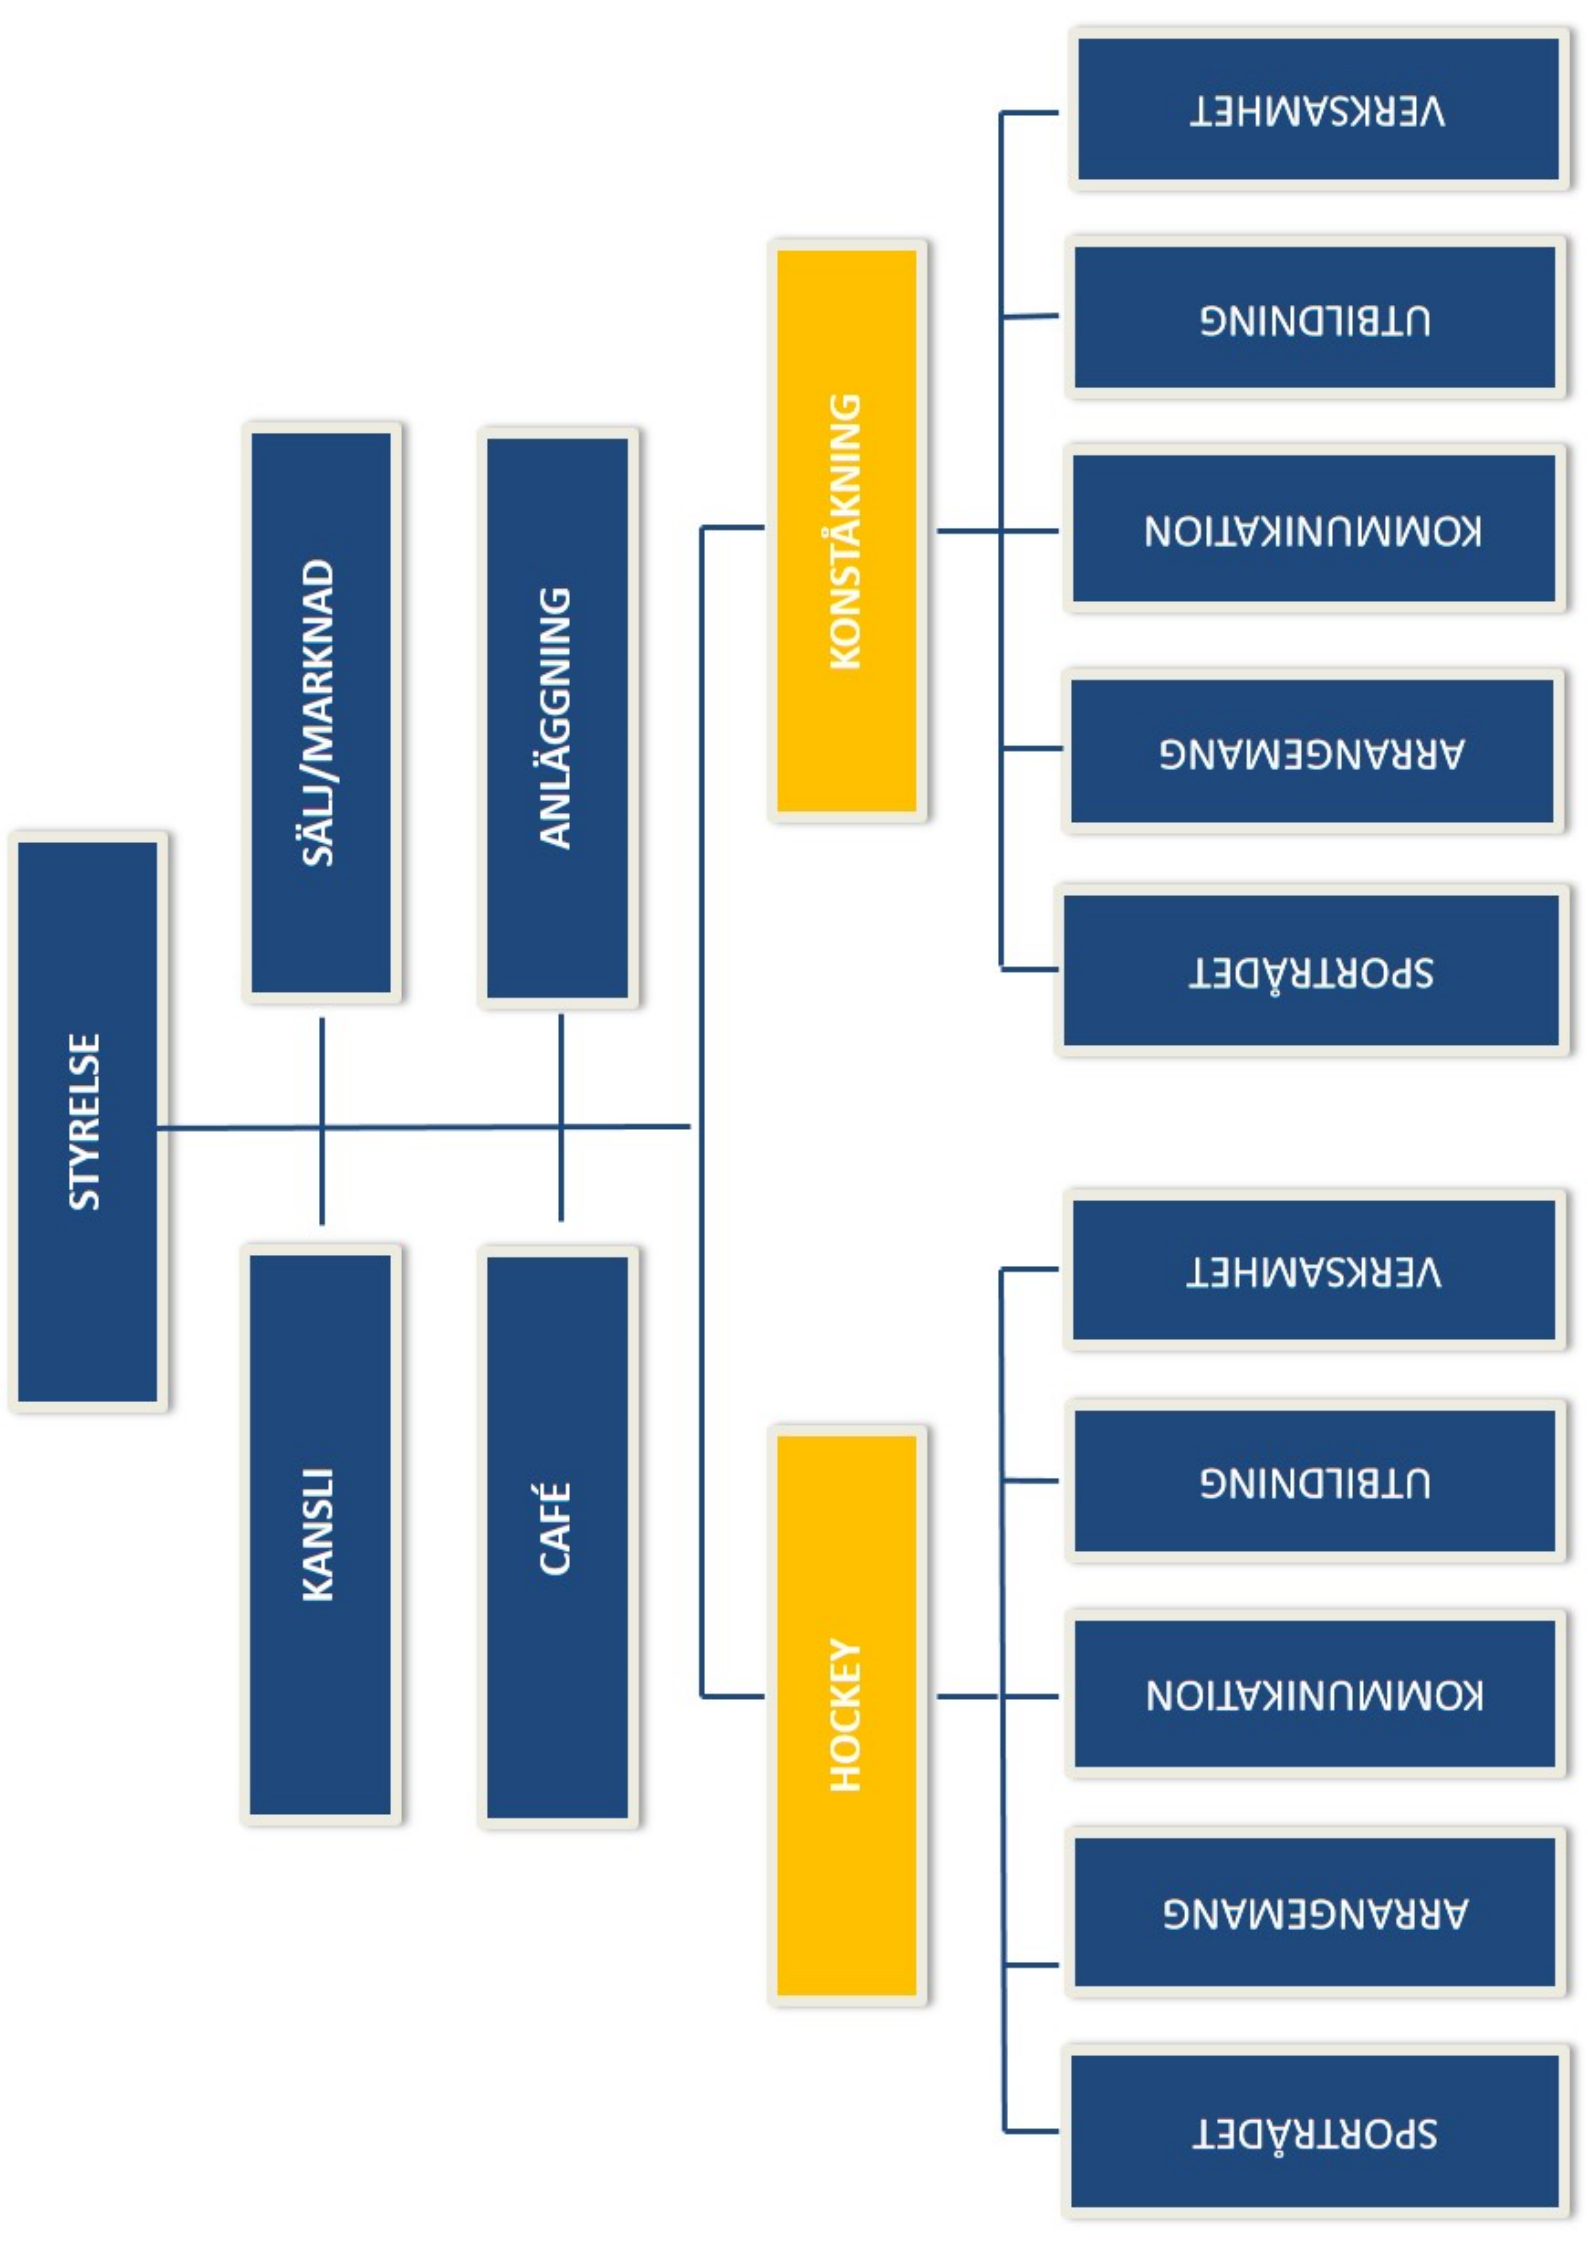 STYRELSE
KANSLI
SÄLJ/MARKNAD
CAFÉ
ANLÄGGNING
HOCKEY
KONSTÅKNING
SPORTRÅDET
ARRANGEMANG
KOMMUNIKATION
UTBILDNING
VERKSAMHET
SPORTRÅDET
ARRANGEMANG
KOMMUNIKATION
UTBILDNING
VERKSAMHET